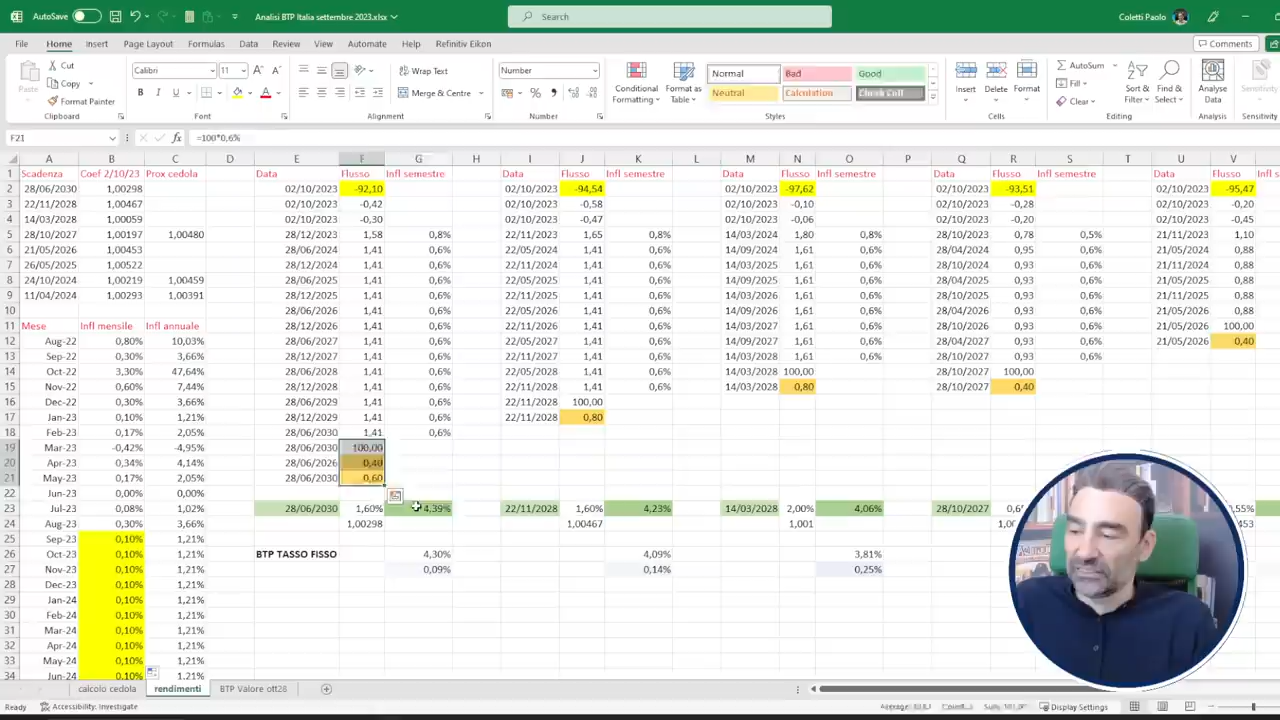 AutoSave Off Analisi BTP Italia settembre 2023.xlsx Search Coletti Paolo
File Home Insert Page Layout Formulas Data Review View Automate Help Refinitiv Eikon Comments
Paste Cut Copy Format Painter Clipboard
Calibri 11 Font
Wrap Text Merge & Centre Alignment
Number Number
Conditional Formatting Format as Table Normal Bad Good Neutral Calculation Check Cell Styles
Insert Delete Format Cells
AutoSum Fill Clear Sort & Filter Find & Select Editing
Analyse Data Analysis Sensitivity Sensitivity
F21 =100*0,6%
A B C D E F G H I J K L M N O P Q R S T U V
1 Scadenza Coef 2/10/23 Prox cedola Data Flusso Infl semestre Data Flusso Infl semestre Data Flusso Infl semestre Data Flusso Infl semestre Data Flusso Infl s
2 28/06/2030 1,00298 02/10/2023 -92,10 02/10/2023 -94,54 02/10/2023 -97,62 02/10/2023 -93,51 02/10/2023 -95,47
3 22/11/2028 1,00467 02/10/2023 -0,42 02/10/2023 -0,58 02/10/2023 -0,10 02/10/2023 -0,28 02/10/2023 -0,20
4 14/03/2028 1,00059 02/10/2023 -0,30 02/10/2023 -0,47 02/10/2023 -0,06 02/10/2023 -0,20 02/10/2023 -0,45
5 28/10/2027 1,00197 1,00480 28/12/2023 1,58 0,8% 22/11/2023 1,65 0,8% 14/03/2024 1,80 0,8% 28/10/2023 0,78 0,5% 21/11/2023 1,10
6 21/05/2026 1,00453 28/06/2024 1,41 0,6% 22/05/2024 1,41 0,6% 14/09/2024 1,61 0,6% 28/04/2024 0,95 0,6% 21/05/2024 0,88
7 26/05/2025 1,00522 28/12/2024 1,41 0,6% 22/11/2024 1,41 0,6% 14/03/2025 1,61 0,6% 28/10/2024 0,93 0,6% 21/11/2024 0,88
8 24/10/2024 1,00219 1,00459 28/06/2025 1,41 0,6% 22/05/2025 1,41 0,6% 14/09/2025 1,61 0,6% 28/04/2025 0,93 0,6% 21/05/2025 0,88
9 11/04/2024 1,00293 1,00391 28/12/2025 1,41 0,6% 22/11/2025 1,41 0,6% 14/03/2026 1,61 0,6% 28/10/2025 0,93 0,6% 21/11/2025 0,88
10 28/06/2026 1,41 0,6% 22/05/2026 1,41 0,6% 14/09/2026 1,61 0,6% 28/04/2026 0,93 0,6% 21/05/2026 0,88
11 Mese Infl mensile Infl annuale 28/12/2026 1,41 0,6% 22/11/2026 1,41 0,6% 14/03/2027 1,61 0,6% 28/10/2026 0,93 0,6% 21/05/2026 100,00
12 Aug-22 0,80% 10,03% 28/06/2027 1,41 0,6% 22/05/2027 1,41 0,6% 14/09/2027 1,61 0,6% 28/04/2027 0,93 0,6% 21/05/2026 0,40
13 Sep-22 0,30% 3,66% 28/12/2027 1,41 0,6% 22/11/2027 1,41 0,6% 14/03/2028 1,61 0,6% 28/10/2027 0,93 0,6%
14 Oct-22 3,30% 47,64% 28/06/2028 1,41 0,6% 22/05/2028 1,41 0,6% 14/03/2028 100,00 28/10/2027 100,00
15 Nov-22 0,60% 7,44% 28/12/2028 1,41 0,6% 22/11/2028 1,41 0,6% 14/03/2028 0,80 28/10/2027 0,40
16 Dec-22 0,30% 3,66% 28/06/2029 1,41 0,6% 22/11/2028 100,00
17 Jan-23 0,10% 1,21% 28/12/2029 1,41 0,6% 22/11/2028 0,80
18 Feb-23 0,17% 2,05% 28/06/2030 1,41 0,6%
19 Mar-23 -0,42% -4,95% 28/06/2030 100,00
20 Apr-23 0,34% 4,14% 28/06/2026 0,40
21 May-23 0,17% 2,05% 28/06/2030 0,60
22 Jun-23 0,00% 0,00%
23 Jul-23 0,08% 1,02% 28/06/2030 1,60% 4,39% 22/11/2028 1,60% 4,23% 14/03/2028 2,00% 4,06% 28/10/2027
24 Aug-23 0,30% 3,66% 1,00298 1,00467 1,001
25 Sep-23 0,10% 1,21%
26 Oct-23 0,10% 1,21% BTP TASSO FISSO 4,30% 4,09% 3,81%
27 Nov-23 0,10% 1,21% 0,09% 0,14% 0,25%
28 Dec-23 0,10% 1,21%
29 Jan-24 0,10% 1,21%
30 Feb-24 0,10% 1,21%
31 Mar-24 0,10% 1,21%
32 Apr-24 0,10% 1,21%
33 May-24 0,10% 1,21%
34 Jun-24 0,10% 1,21%
calcolo cedola rendimenti BTP Valore ott28
Ready Accessibility: Investigate Display Settings